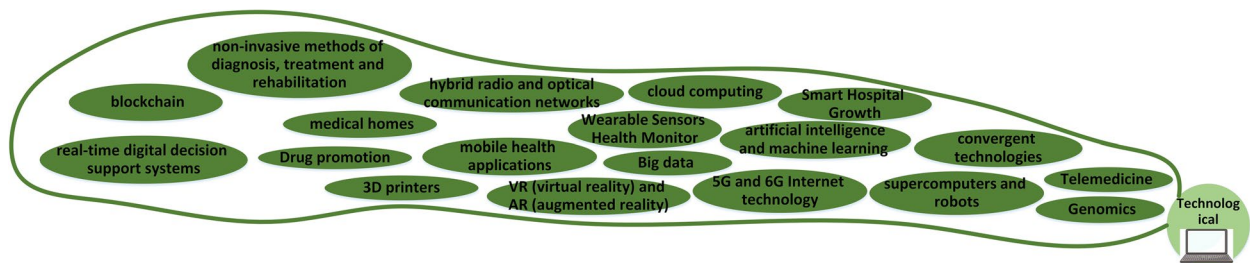 non-invasive methods of
diagnosis, treatment and
rehabilitation
blockchain
real-time digital decision
support systems
medical homes
Drug promotion
3D printers
hybrid radio and optical
communication networks
mobile health
applications
VR (virtual reality) and
AR (augmented reality)
cloud computing
Wearable Sensors
Health Monitor
Big data
Smart Hospital
Growth
artificial intelligence
and machine learning
5G and 6G Internet
technology
convergent
technologies
supercomputers and
robots
Telemedicine
Genomics
Technolog
ical